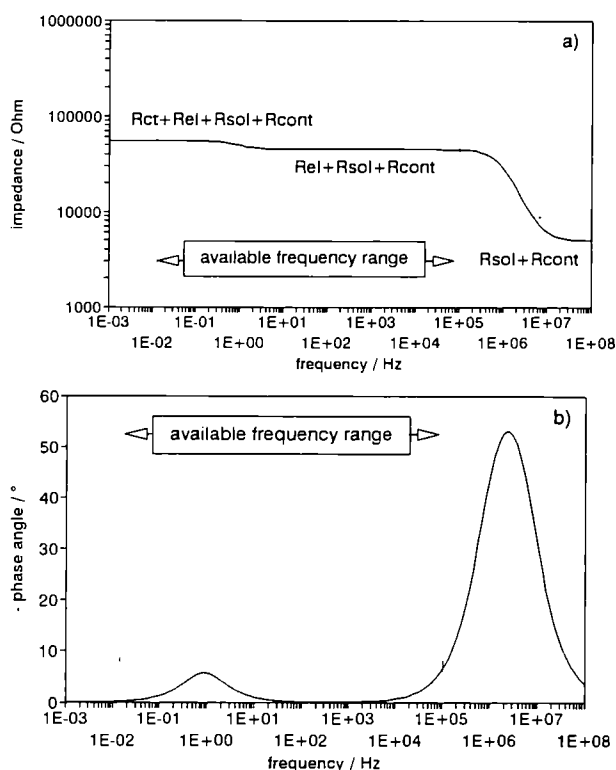 a)
1000000
100000
10000
1000
impedance / Ohm
Rct+Rel+Rsol+Rcont
Rel+Rsol+Rcont
Rsol+Rcont
available frequency range
1E-03 1E-01 1E+01 1E+03 1E+05 1E+07
1E-02 1E+00 1E+02 1E+04 1E+06 1E+08
frequency / Hz
b)
60
50
40
30
20
10
0
- phase angle / °
available frequency range
1E-03 1E-01 1E+01 1E+03 1E+05 1E+07
1E-02 1E+00 1E+02 1E+04 1E+06 1E+08
frequency / Hz